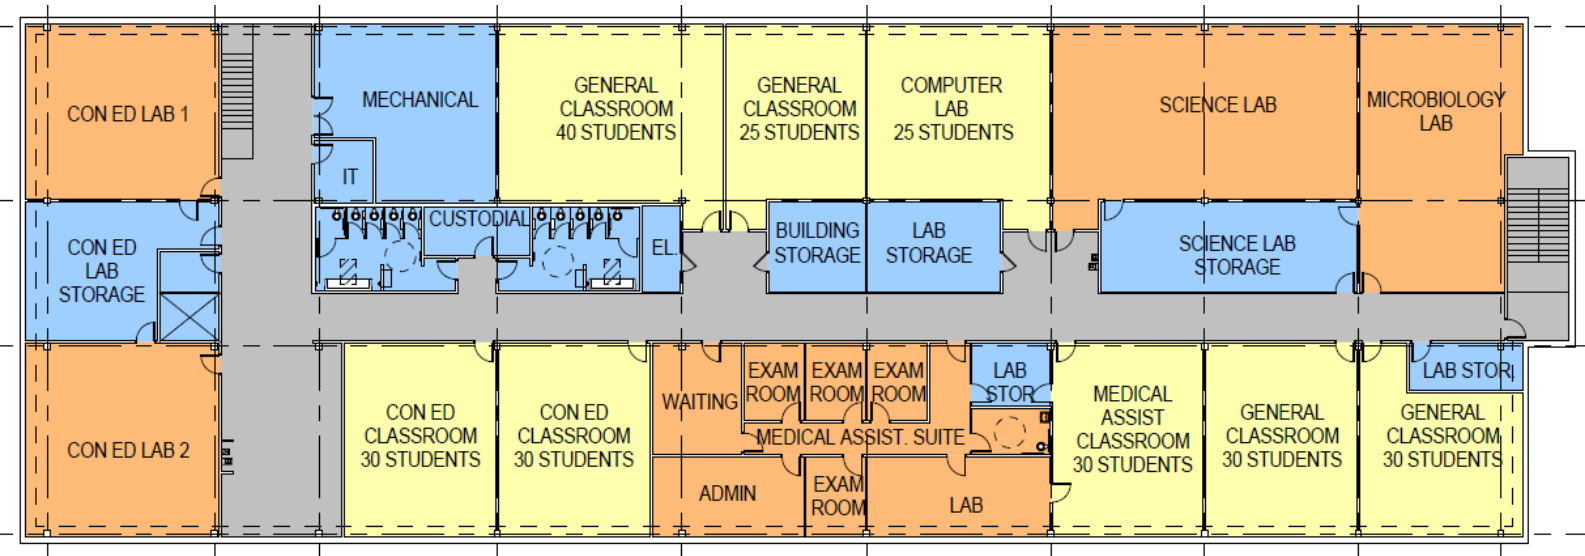 CON ED LAB 1
MECHANICAL
IT
GENERAL
CLASSROOM
40 STUDENTS
GENERAL
CLASSROOM
25 STUDENTS
COMPUTER
LAB
25 STUDENTS
SCIENCE LAB
MICROBIOLOGY
LAB
CON ED
LAB
STORAGE
CUSTODIAL
EL.
BUILDING
STORAGE
LAB
STORAGE
SCIENCE LAB
STORAGE
CON ED LAB 2
CON ED
CLASSROOM
30 STUDENTS
CON ED
CLASSROOM
30 STUDENTS
WAITING
EXAM
ROOM
EXAM
ROOM
EXAM
ROOM
LAB
STOR
MEDICAL ASSIST. SUITE
ADMIN
EXAM
ROOM
LAB
MEDICAL
ASSIST
CLASSROOM
30 STUDENTS
GENERAL
CLASSROOM
30 STUDENTS
LAB STOR.
GENERAL
CLASSROOM
30 STUDENTS